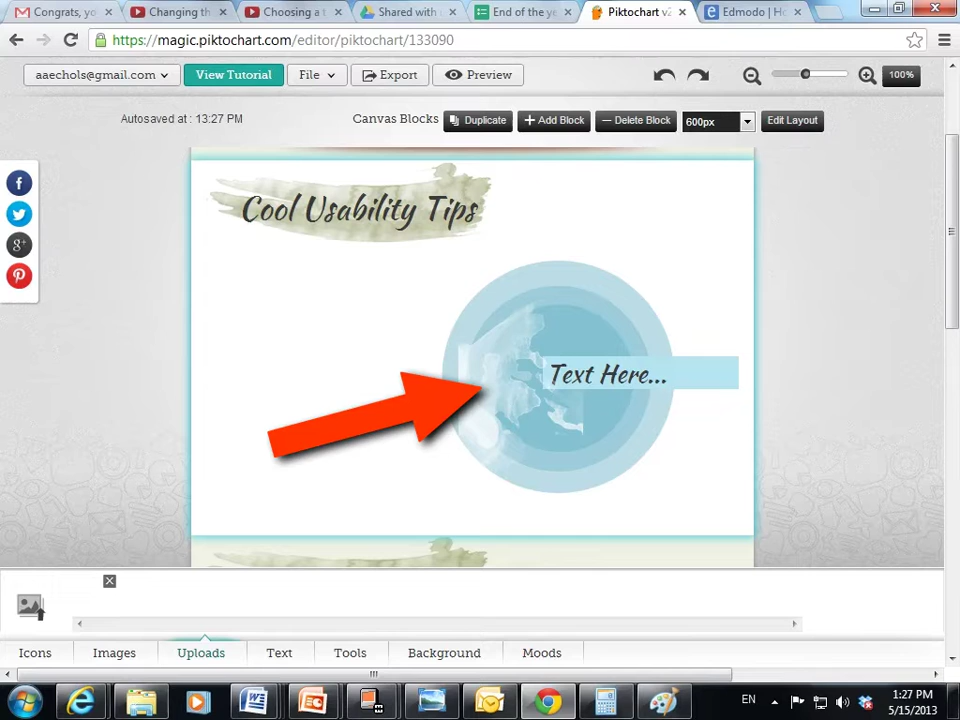 Congrats, yo
Changing th
Choosing a t
Shared with
End of the ye
Piktochart v2
Edmodo | Ho
https://magic.piktochart.com/editor/piktochart/133090
aaechols@gmail.com
View Tutorial
File
Export
Preview
100%
Autosaved at : 13:27 PM
Canvas Blocks
Duplicate
+ Add Block
— Delete Block
600px
Edit Layout
Cool Usability Tips
Text Here...
Icons
Images
Uploads
Text
Tools
Background
Moods
EN
1:27 PM
5/15/2013